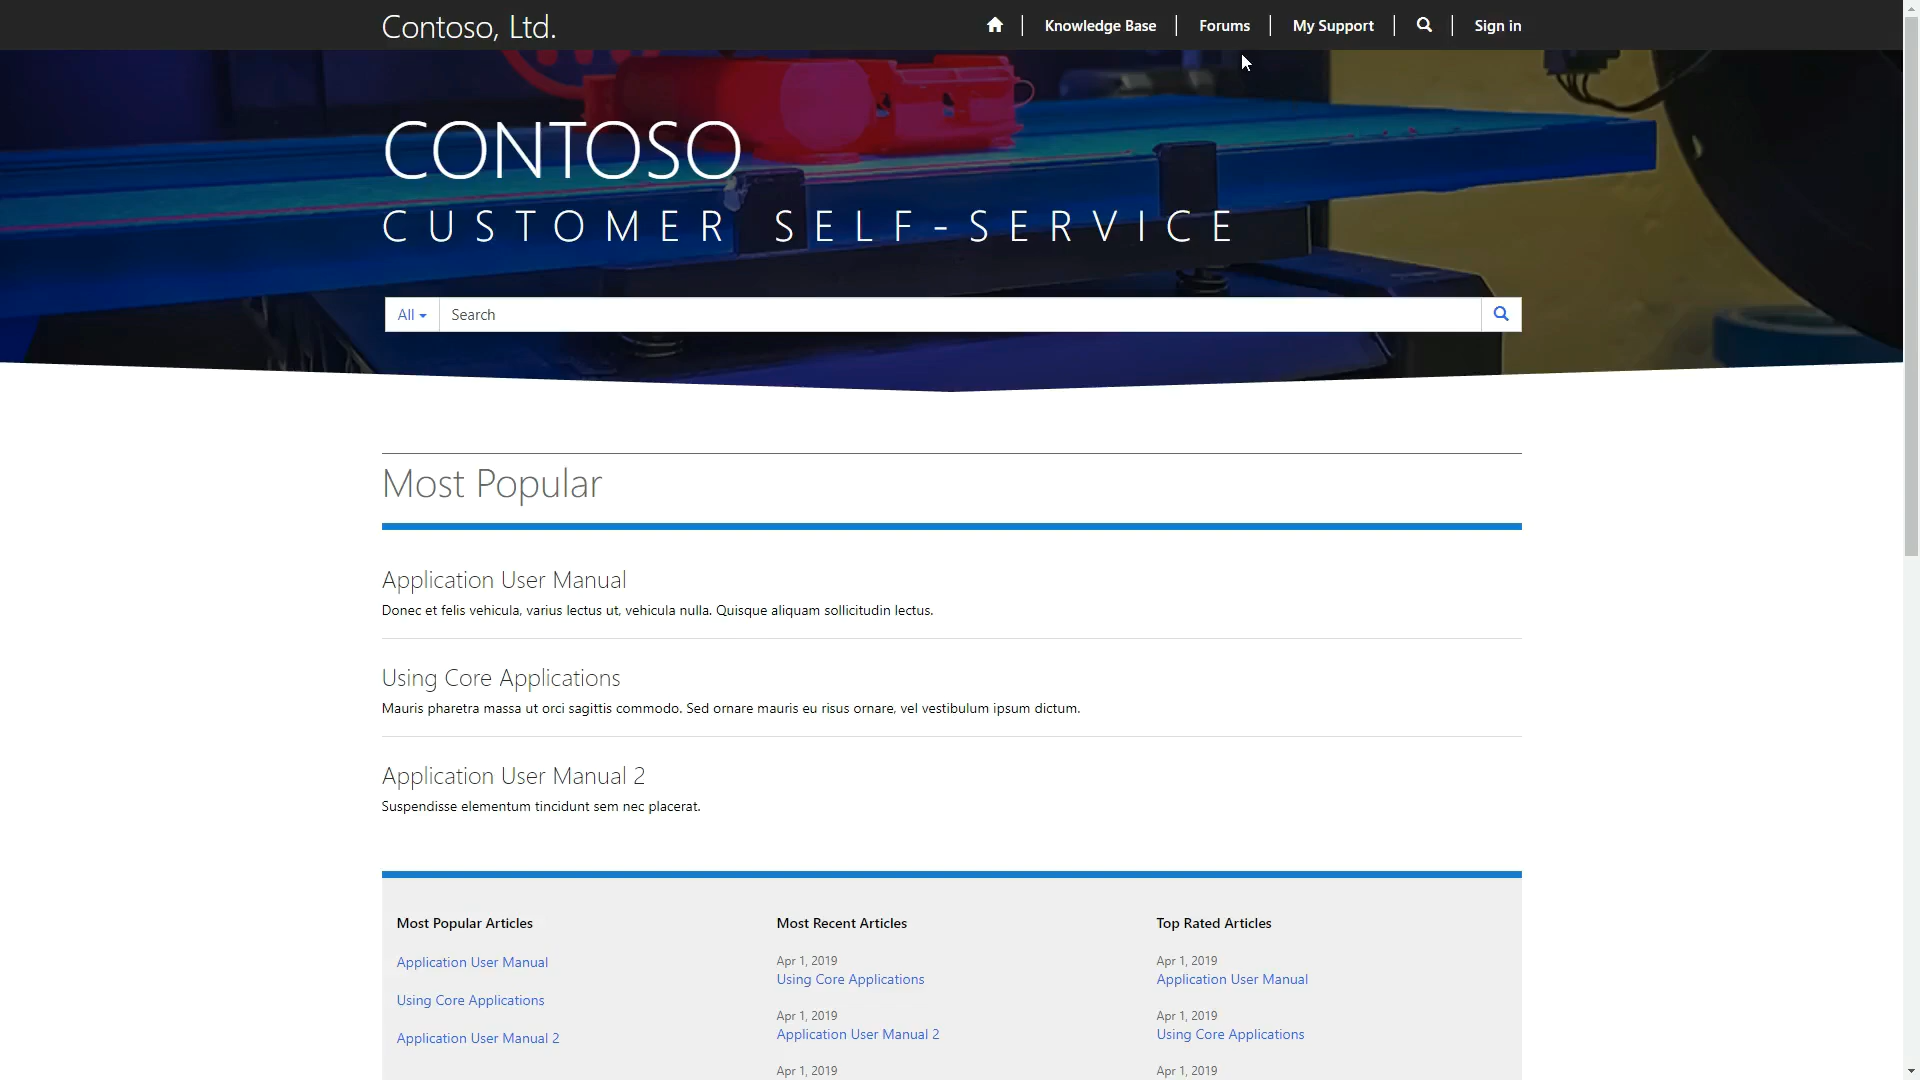 Contoso, Ltd.
Knowledge Base
Forums
My Support
Sign in
CONTOSO
CUSTOMER SELF-SERVICE
All
Search
Most Popular
Application User Manual
Donec et felis vehicula, varius lectus ut, vehicula nulla. Quisque aliquam sollicitudin lectus.
Using Core Applications
Mauris pharetra massa ut orci sagittis commodo. Sed ornare mauris eu risus ornare, vel vestibulum ipsum dictum.
Application User Manual 2
Suspendisse elementum tincidunt sem nec placerat.
Most Popular Articles
Application User Manual
Using Core Applications
Application User Manual 2
Most Recent Articles
Apr 1, 2019
Using Core Applications
Apr 1, 2019
Application User Manual 2
Apr 1, 2019
Top Rated Articles
Apr 1, 2019
Application User Manual
Apr 1, 2019
Using Core Applications
Apr 1, 2019